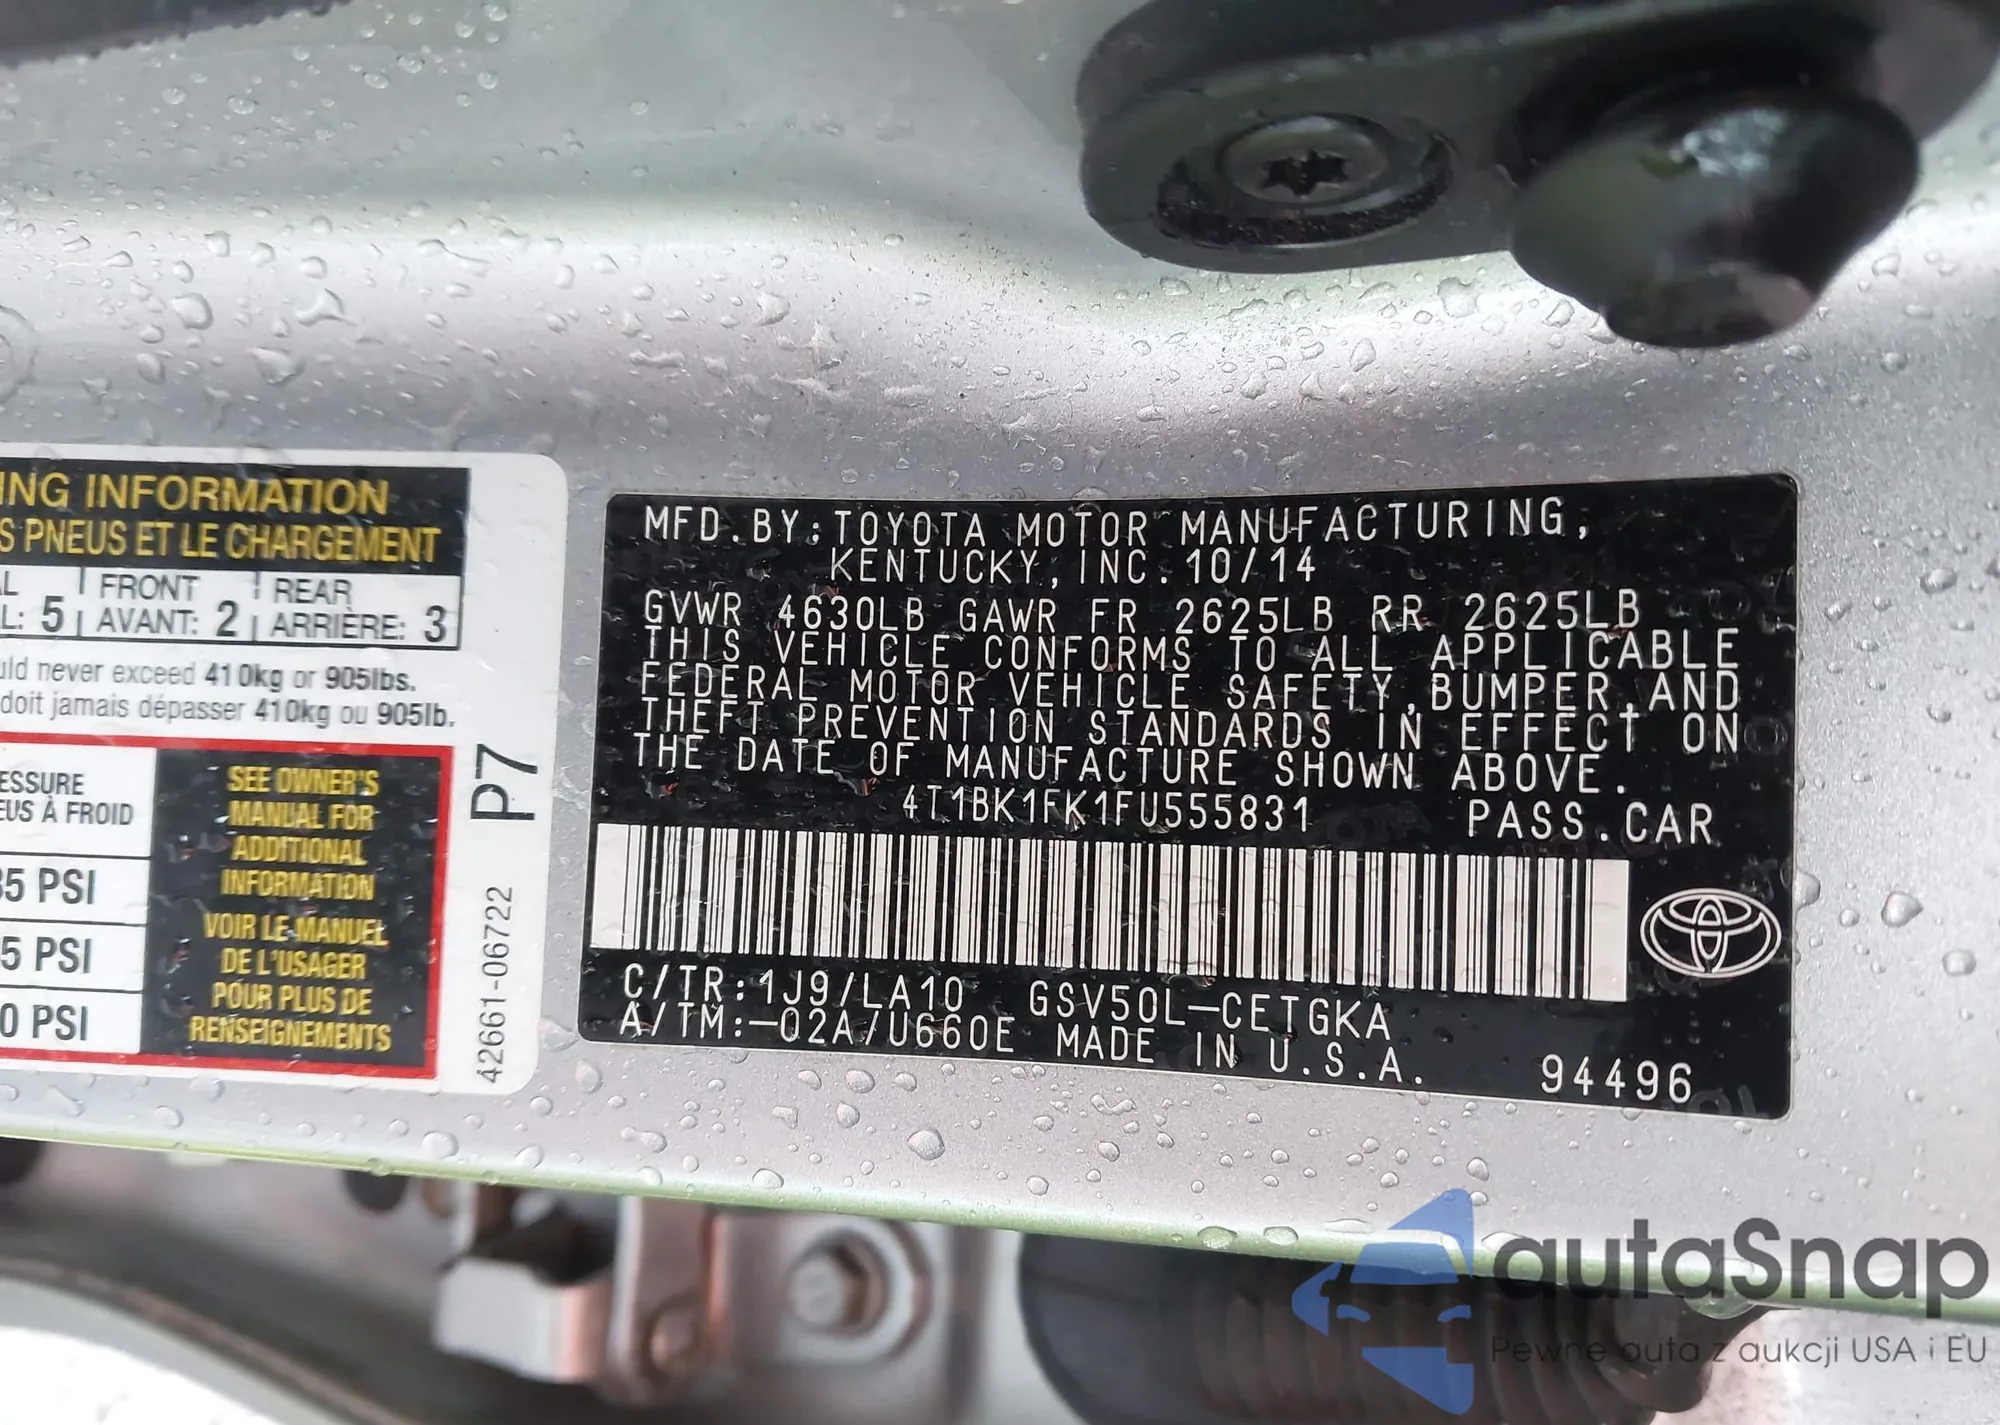 ING INFORMATION
S PNEUS ET LE CHARGEMENT
FRONT REAR
L: 5 AVANT: 2 ARRIÈRE: 3
uld never exceed 410kg or 905lbs.
doit jamais dépasser 410kg ou 905lb.
ESSURE
EUS À FROID
35 PSI
5 PSI
0 PSI
SEE OWNER'S
MANUAL FOR
ADDITIONAL
INFORMATION
VOIR LE MANUEL
DE L'USAGER
POUR PLUS DE
RENSEIGNEMENTS
P7
42661-06722
MFD.BY:TOYOTA MOTOR MANUFACTURING,
KENTUCKY, INC. 10/14
GVWR 4630LB GAWR FR 2625LB RR 2625LB
THIS VEHICLE CONFORMS TO ALL APPLICABLE
FEDERAL MOTOR VEHICLE SAFETY,BUMPER,AND
THEFT PREVENTION STANDARDS IN EFFECT ON
THE DATE OF MANUFACTURE SHOWN ABOVE.
4T1BK1FK1FU555831 PASS.CAR
C/TR:1J9/LA10 GSV50L-CETGKA
A/TM:-02A/U660E MADE IN U.S.A. 94496
autaSnap
Pewne auta z aukcji USA i EU